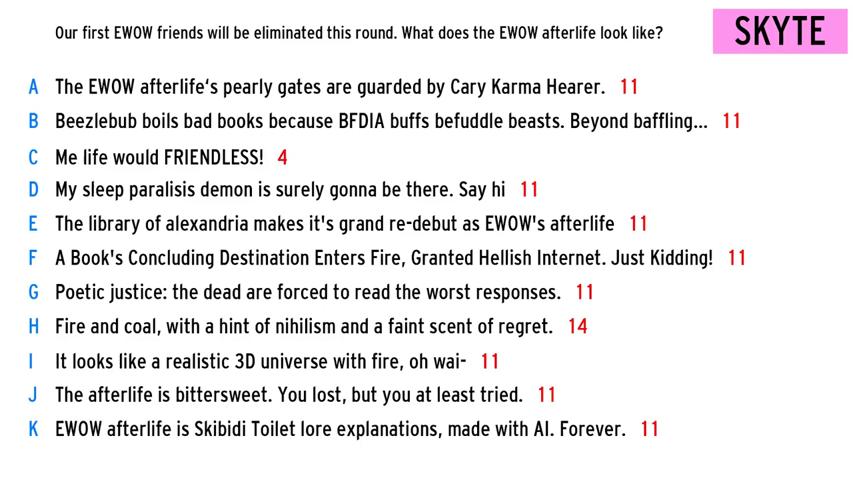 Our first EWOW friends will be eliminated this round. What does the EWOW afterlife look like?
SKYTE
A The EWOW afterlife‘s pearly gates are guarded by Cary Karma Hearer. 11
B Beezlebub boils bad books because BFDIA buffs befuddle beasts. Beyond baffling... 11
C Me life would FRIENDLESS! 4
D My sleep paralisis demon is surely gonna be there. Say hi 11
E The library of alexandria makes it's grand re-debut as EWOW's afterlife 11
F A Book's Concluding Destination Enters Fire, Granted Hellish Internet. Just Kidding! 11
G Poetic justice: the dead are forced to read the worst responses. 11
H Fire and coal, with a hint of nihilism and a faint scent of regret. 14
I It looks like a realistic 3D universe with fire, oh wai- 11
J The afterlife is bittersweet. You lost, but you at least tried. 11
K EWOW afterlife is Skibidi Toilet lore explanations, made with AI. Forever. 11